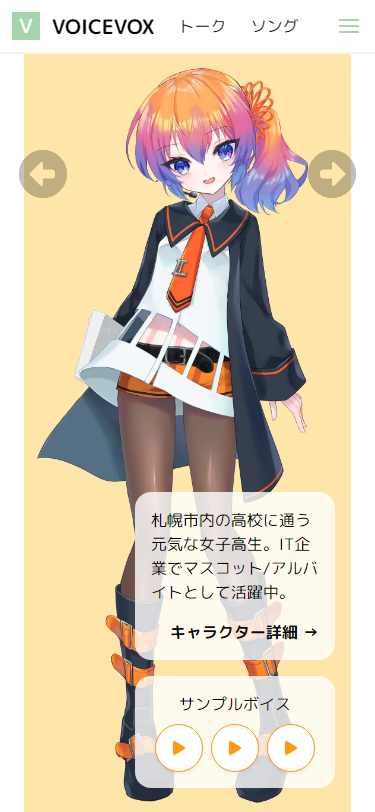 V VOICEVOX トーク ソング
札幌市内の高校に通う
元気な女子高生。IT企
業でマスコット/アルバ
イトとして活躍中。
キャラクター詳細 →
サンプルボイス